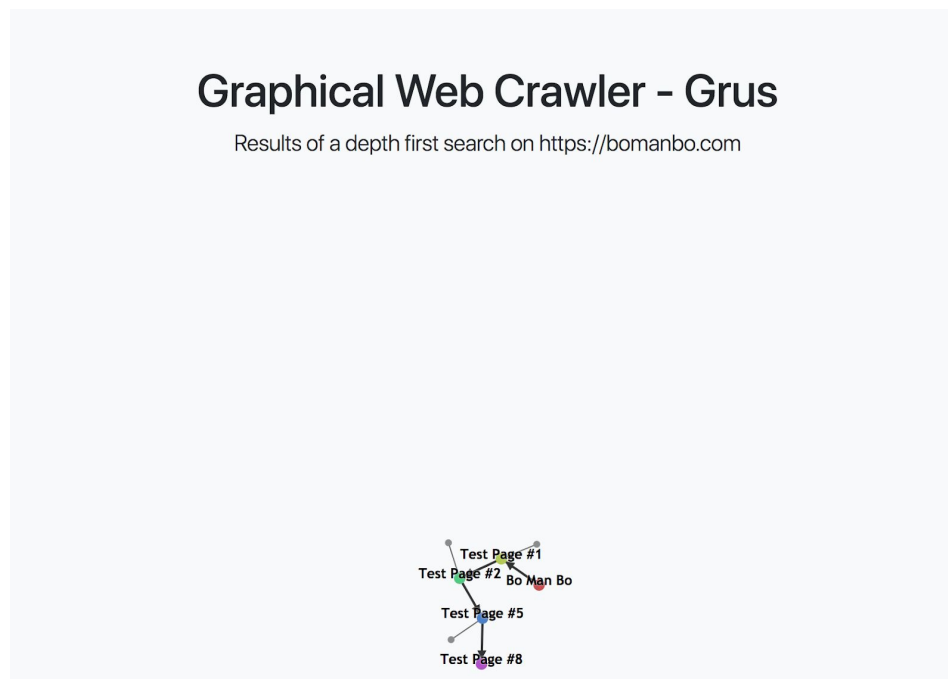 Graphical Web Crawler - Grus
Results of a depth first search on https://bomanbo.com
Test Page #1
Test Page #2
Bo Man Bo
Test Page #5
Test Page #8